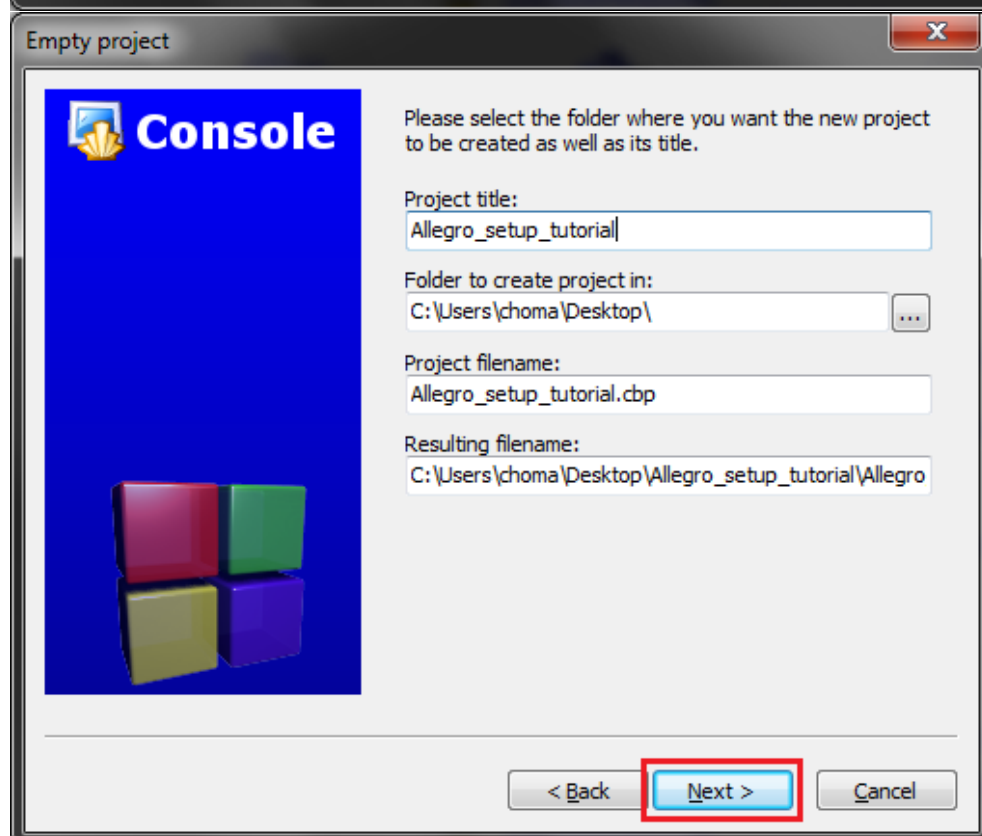 Empty project
Console
Please select the folder where you want the new project
to be created as well as its title.
Project title:
Allegro_setup_tutorial
Folder to create project in:
C:\Users\choma\Desktop\
...
Project filename:
Allegro_setup_tutorial.cbp
Resulting filename:
C:\Users\choma\Desktop\Allegro_setup_tutorial\Allegro
< Back
Next >
Cancel